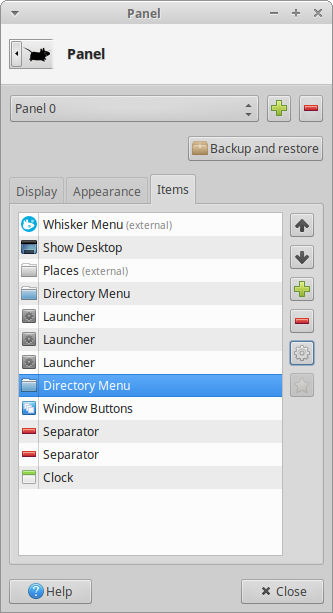 Panel
Panel
Panel 0
Backup and restore
Display Appearance Items
Whisker Menu (external)
Show Desktop
Places (external)
Directory Menu
Launcher
Launcher
Launcher
Directory Menu
Window Buttons
Separator
Separator
Clock
Help Close